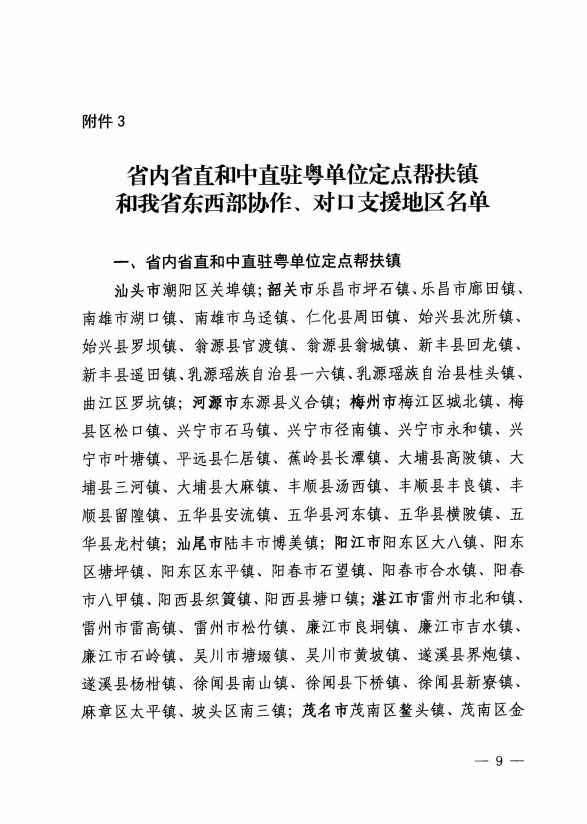 附件 3
省内省直和中直驻粤单位定点帮扶镇
和我省东西部协作、对口支援地区名单
一、省内省直和中直驻粤单位定点帮扶镇
汕头市潮阳区关埠镇；韶关市乐昌市坪石镇、乐昌市廊田镇、
南雄市湖口镇、南雄市乌迳镇、仁化县周田镇、始兴县沈所镇、
始兴县罗坝镇、翁源县官渡镇、翁源县翁城镇、新丰县回龙镇、
新丰县遥田镇、乳源瑶族自治县一六镇、乳源瑶族自治县桂头镇、
曲江区罗坑镇；河源市东源县义合镇；梅州市梅江区城北镇、梅
县区松口镇、兴宁市石马镇、兴宁市径南镇、兴宁市永和镇、兴
宁市叶塘镇、平远县仁居镇、蕉岭县长潭镇、大埔县高陂镇、大
埔县三河镇、大埔县大麻镇、丰顺县汤西镇、丰顺县丰良镇、丰
顺县留隍镇、五华县安流镇、五华县河东镇、五华县横陂镇、五
华县龙村镇；汕尾市陆丰市博美镇；阳江市阳东区大八镇、阳东
区塘坪镇、阳东区东平镇、阳春市石望镇、阳春市合水镇、阳春
市八甲镇、阳西县织篢镇、阳西县塘口镇；湛江市雷州市北和镇、
雷州市雷高镇、雷州市松竹镇、廉江市良垌镇、廉江市吉水镇、
廉江市石岭镇、吴川市塘㙍镇、吴川市黄坡镇、遂溪县界炮镇、
遂溪县杨柑镇、徐闻县南山镇、徐闻县下桥镇、徐闻县新寮镇、
麻章区太平镇、坡头区南三镇；茂名市茂南区鳌头镇、茂南区金
— 9 —